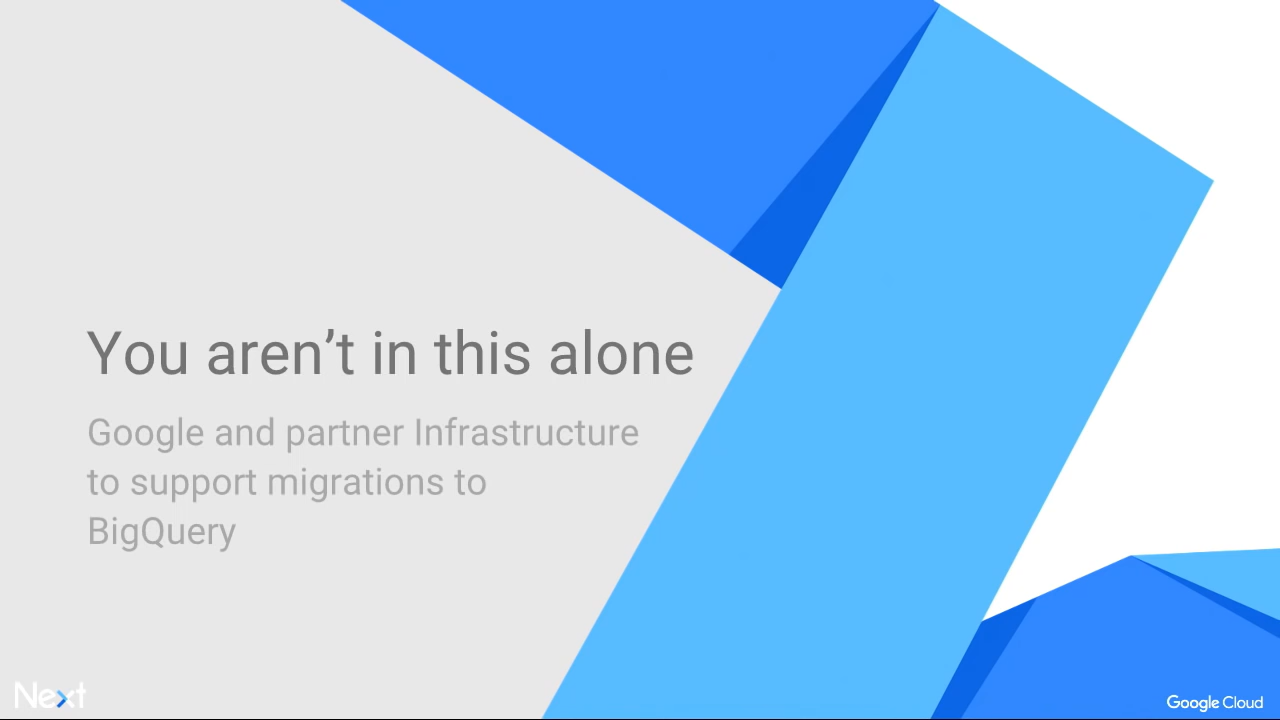 You aren’t in this alone
Google and partner Infrastructure
to support migrations to
BigQuery
Next
Google Cloud